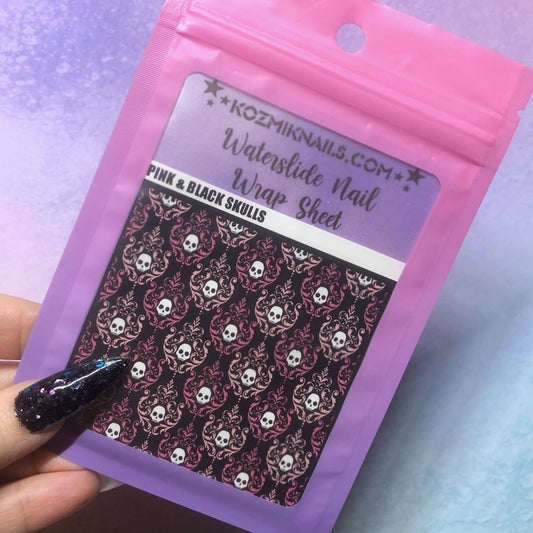 KOZMIKNAILS.COM
Waterslide Nail
Wrap Sheet
PINK & BLACK SKULLS